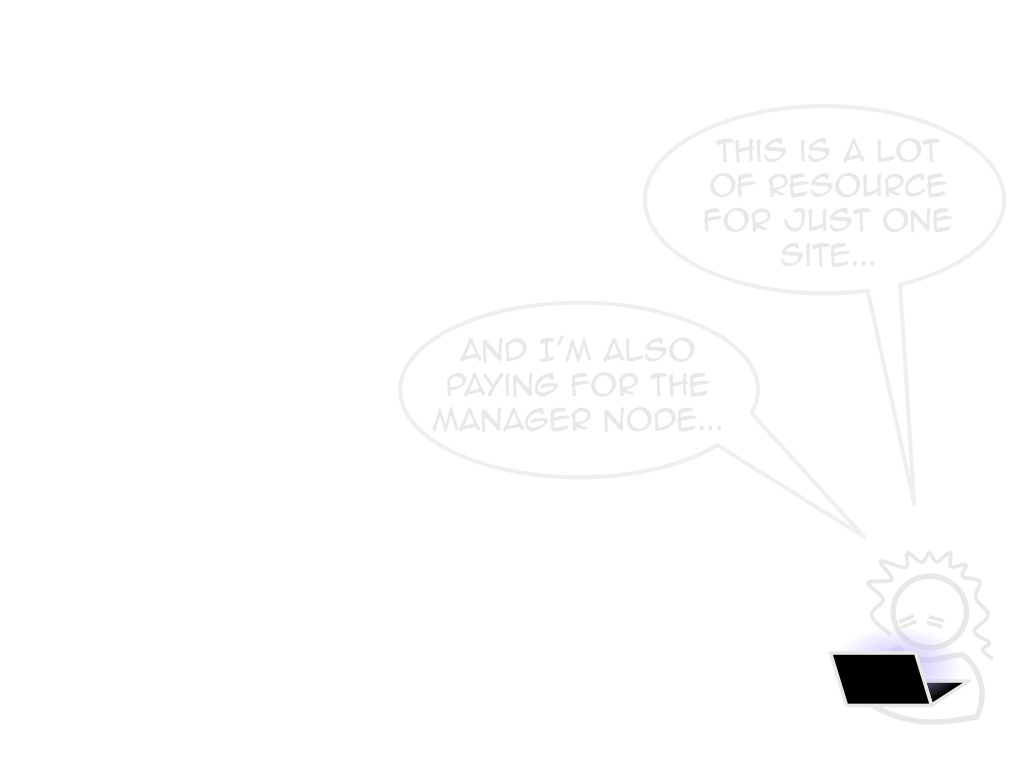 THIS IS A LOT
OF RESOURCE
FOR JUST ONE
SITE...
AND I'M ALSO
PAYING FOR THE
MANAGER NODE...